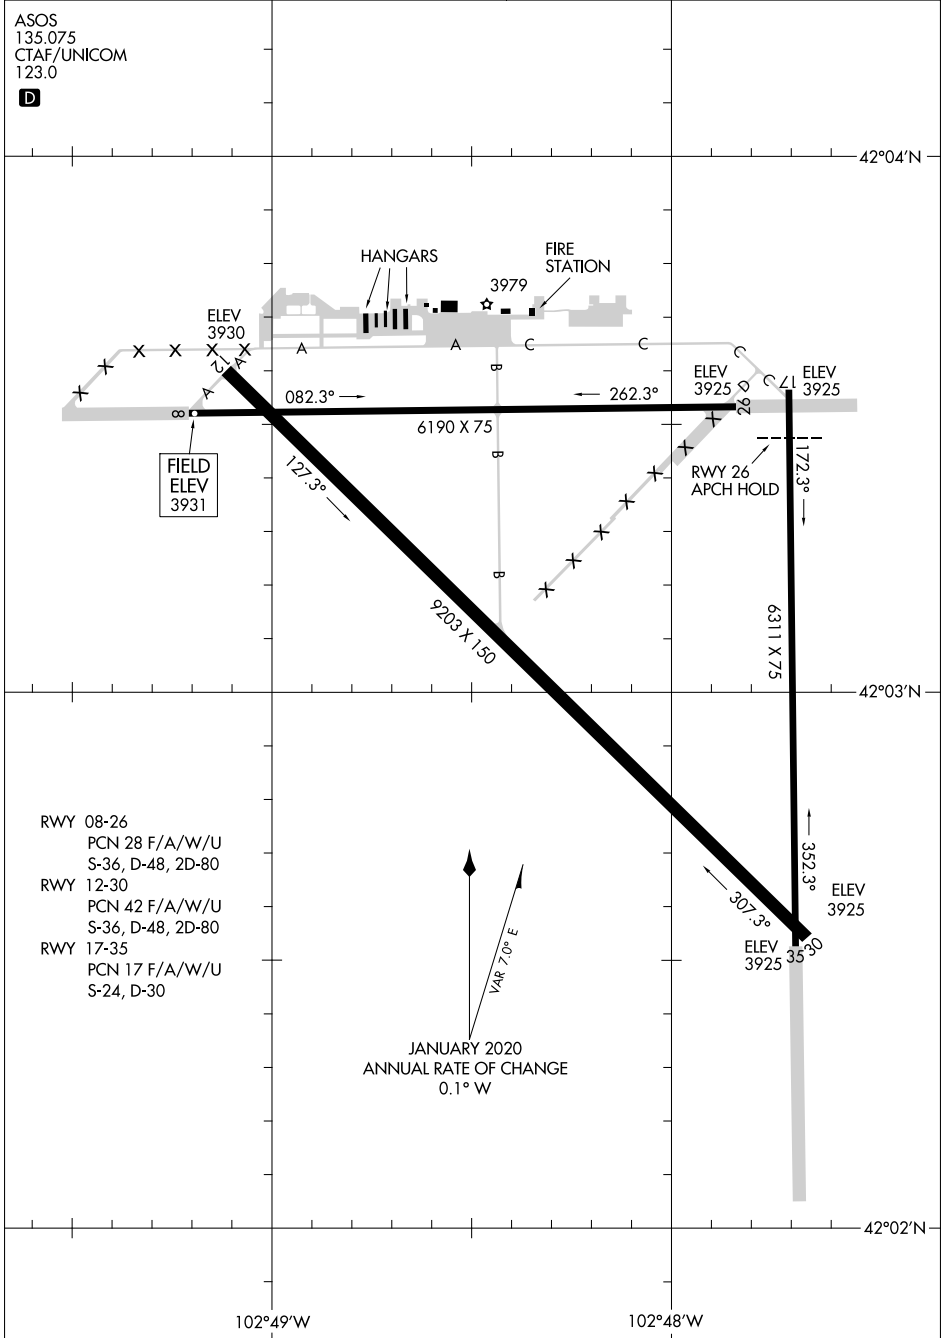 ASOS
135.075
CTAF/UNICOM
123.0
D
42°04'N
HANGARS
FIRE
STATION
3979
ELEV
3930
A
A
C
C
C
12
A
A
B
ELEV
3925
D
C
17
ELEV
3925
8
082.3°
262.3°
26
6190 X 75
FIELD
ELEV
3931
127.3°
B
RWY 26
APCH HOLD
172.3°
B
9203 X 150
6311 X 75
42°03'N
RWY 08-26
PCN 28 F/A/W/U
S-36, D-48, 2D-80
RWY 12-30
PCN 42 F/A/W/U
S-36, D-48, 2D-80
RWY 17-35
PCN 17 F/A/W/U
S-24, D-30
352.3°
307.3°
ELEV
3925
ELEV
3925
35
30
VAR 7.0° E
JANUARY 2020
ANNUAL RATE OF CHANGE
0.1° W
42°02'N
102°49'W
102°48'W